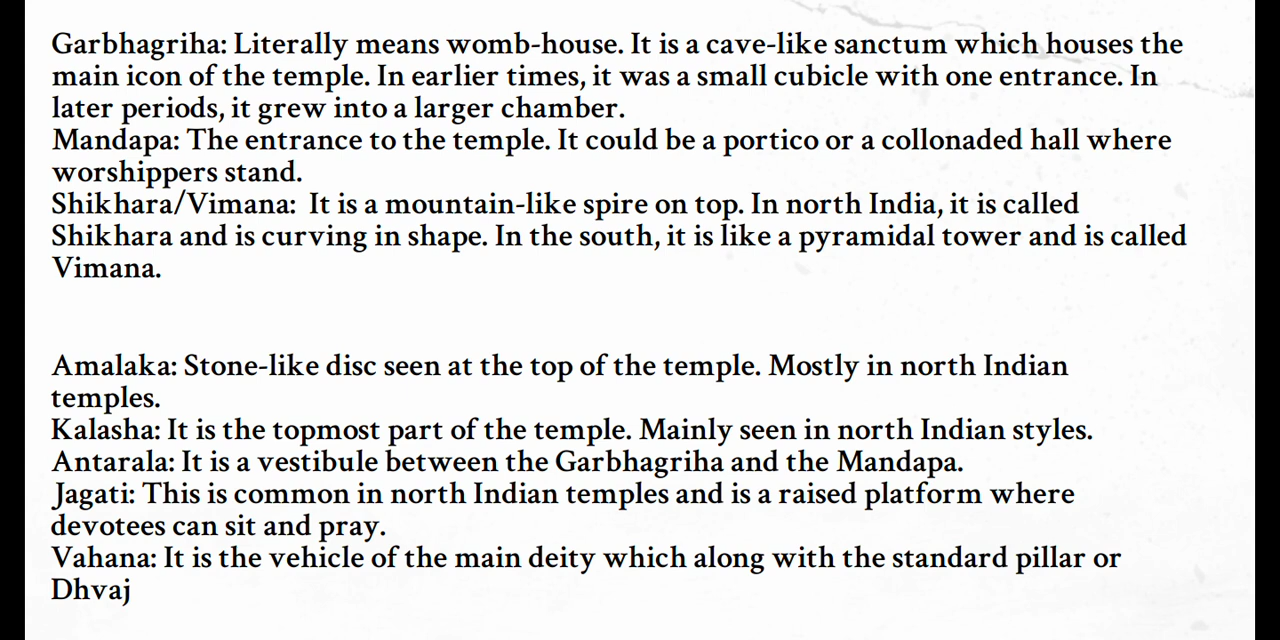 Garbhagriha: Literally means womb-house. It is a cave-like sanctum which houses the
main icon of the temple. In earlier times, it was a small cubicle with one entrance. In
later periods, it grew into a larger chamber.
Mandapa: The entrance to the temple. It could be a portico or a collonaded hall where
worshippers stand.
Shikhara/Vimana: It is a mountain-like spire on top. In north India, it is called
Shikhara and is curving in shape. In the south, it is like a pyramidal tower and is called
Vimana.
Amalaka: Stone-like disc seen at the top of the temple. Mostly in north Indian
temples.
Kalasha: It is the topmost part of the temple. Mainly seen in north Indian styles.
Antarala: It is a vestibule between the Garbhagriha and the Mandapa.
Jagati: This is common in north Indian temples and is a raised platform where
devotees can sit and pray.
Vahana: It is the vehicle of the main deity which along with the standard pillar or
Dhvaj